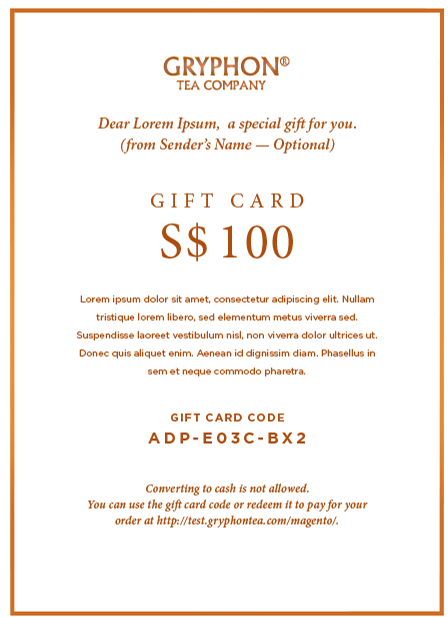 GRYPHON®
TEA COMPANY
Dear Lorem Ipsum, a special gift for you.
(from Sender's Name — Optional)
GIFT CARD
S$ 100
Lorem ipsum dolor sit amet, consectetur adipiscing elit. Nullam
tristique lorem libero, sed elementum metus viverra sed.
Suspendisse laoreet vestibulum nisl, non viverra dolor ultrices ut.
Donec quis aliquet enim. Aenean id dignissim diam. Phasellus in
sem et neque commodo pharetra.
GIFT CARD CODE
ADP-E03C-BX2
Converting to cash is not allowed.
You can use the gift card code or redeem it to pay for your
order at http://test.gryphontea.com/magento/.